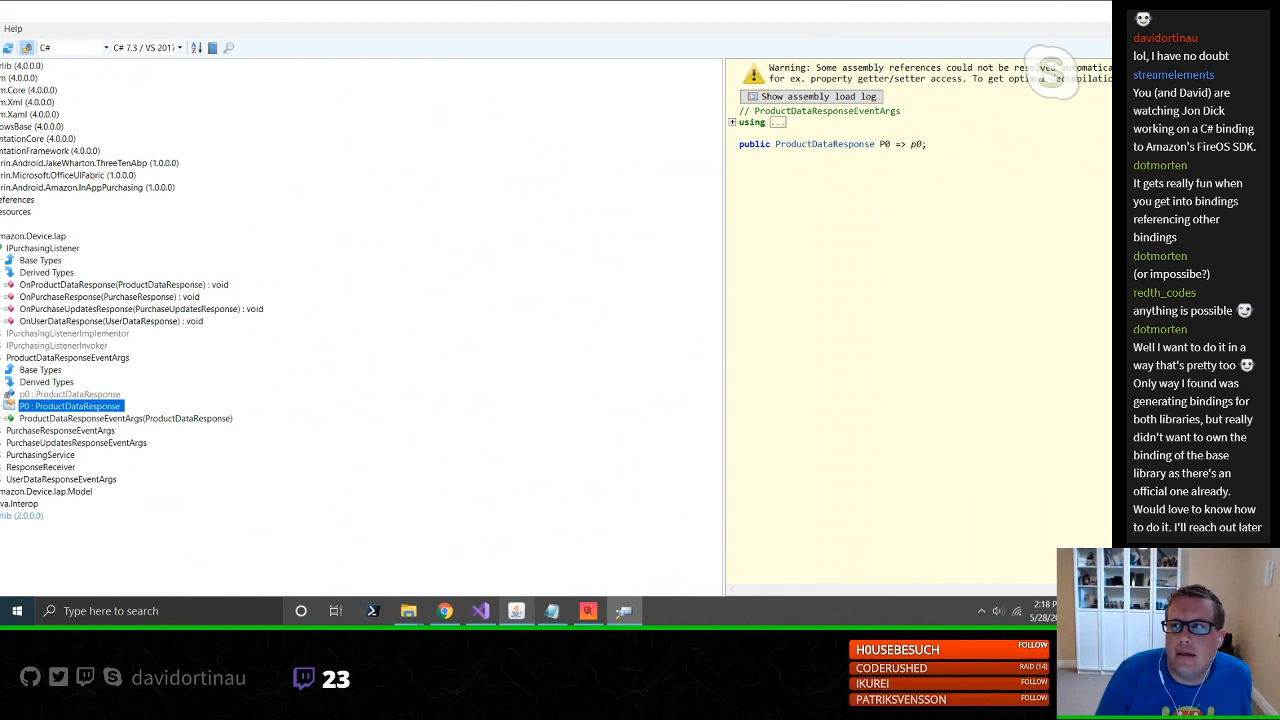 Help
C#
C# 7.3 / VS 2017
rlib (4.0.0.0)
m (4.0.0.0)
m.Core (4.0.0.0)
m.Xml (4.0.0.0)
m.Xaml (4.0.0.0)
owsBase (4.0.0.0)
ntationCore (4.0.0.0)
ntationFramework (4.0.0.0)
rin.Android.JakeWharton.ThreeTenAbp (1.0.0.0)
rin.Microsoft.OfficeUIFabric (1.0.0.0)
rin.Android.Amazon.InAppPurchasing (1.0.0.0)
eferences
esources
mazon.Device.Iap
IPurchasingListener
Base Types
Derived Types
OnProductDataResponse(ProductDataResponse) : void
OnPurchaseResponse(PurchaseResponse) : void
OnPurchaseUpdatesResponse(PurchaseUpdatesResponse) : void
OnUserDataResponse(UserDataResponse) : void
IPurchasingListenerImplementor
IPurchasingListenerInvoker
ProductDataResponseEventArgs
Base Types
Derived Types
p0 : ProductDataResponse
P0 : ProductDataResponse
ProductDataResponseEventArgs(ProductDataResponse)
PurchaseResponseEventArgs
PurchaseUpdatesResponseEventArgs
PurchasingService
ResponseReceiver
UserDataResponseEventArgs
mazon.Device.Iap.Model
va.Interop
rlib (2.0.0.0)
Warning: Some assembly references could not be resolved automatica
for ex. property getter/setter access. To get optimal decompilatio
Show assembly load log
// ProductDataResponseEventArgs
using ...
public ProductDataResponse P0 => p0;
davidortinau
lol, I have no doubt
streamelements
You (and David) are
watching Jon Dick
working on a C# binding
to Amazon's FireOS SDK.
dotmorten
It gets really fun when
you get into bindings
referencing other
bindings
dotmorten
(or impossibe?)
redth_codes
anything is possible
dotmorten
Well I want to do it in a
way that's pretty too
Only way I found was
generating bindings for
both libraries, but really
didn't want to own the
binding of the base
library as there's an
official one already.
Would love to know how
to do it. I'll reach out later
Type here to search
2:18 P
5/28/20
davidortinau
23
H0USEBESUCH FOLLOW
CODERUSHED RAID (14)
IKUREI FOLLOW
PATRIKSVENSSON FOLLOW